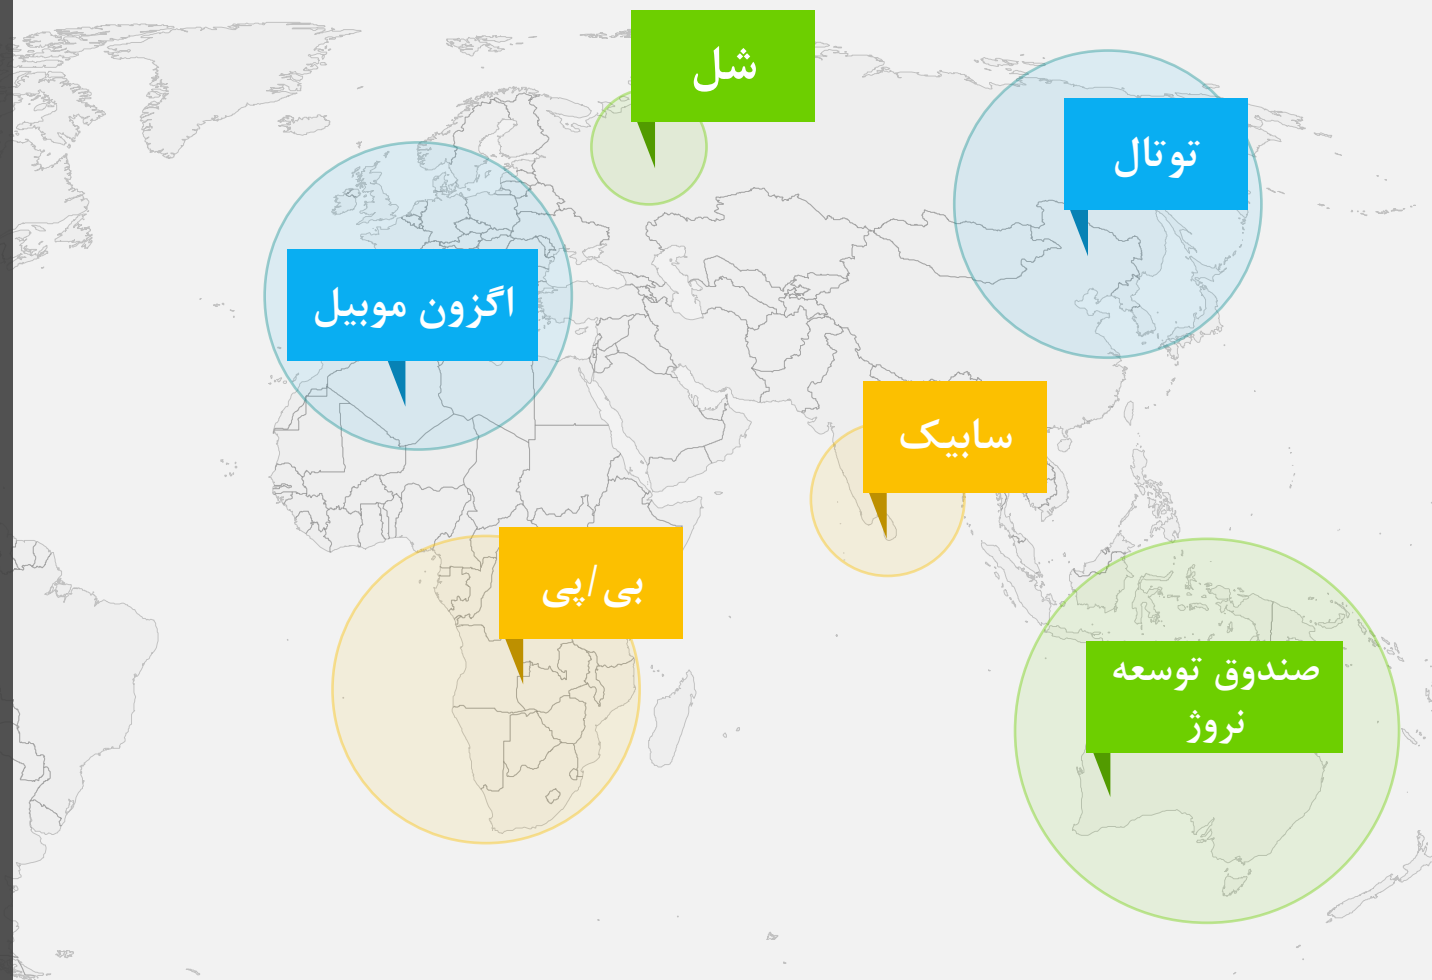 شل
توتال
اگزون موبیل
سابیک
بی/پی
صندوق توسعه
نروژ